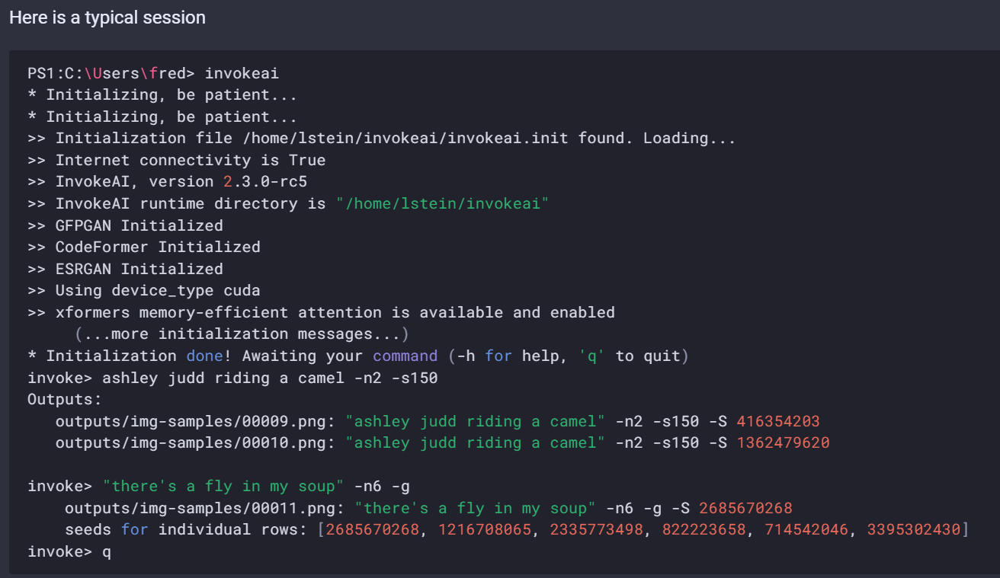 Here is a typical session
PS1:C:\Users\fred> invokeai
* Initializing, be patient...
* Initializing, be patient...
>> Initialization file /home/lstein/invokeai/invokeai.init found. Loading...
>> Internet connectivity is True
>> InvokeAI, version 2.3.0-rc5
>> InvokeAI runtime directory is "/home/lstein/invokeai"
>> GFPGAN Initialized
>> CodeFormer Initialized
>> ESRGAN Initialized
>> Using device_type cuda
>> xformers memory-efficient attention is available and enabled
     (...more initialization messages...)
* Initialization done! Awaiting your command (-h for help, 'q' to quit)
invoke> ashley judd riding a camel -n2 -s150
Outputs:
   outputs/img-samples/00009.png: "ashley judd riding a camel" -n2 -s150 -S 416354203
   outputs/img-samples/00010.png: "ashley judd riding a camel" -n2 -s150 -S 1362479620
invoke> "there's a fly in my soup" -n6 -g
    outputs/img-samples/00011.png: "there's a fly in my soup" -n6 -g -S 2685670268
    seeds for individual rows: [2685670268, 1216708065, 2335773498, 822223658, 714542046, 3395302430]
invoke> q